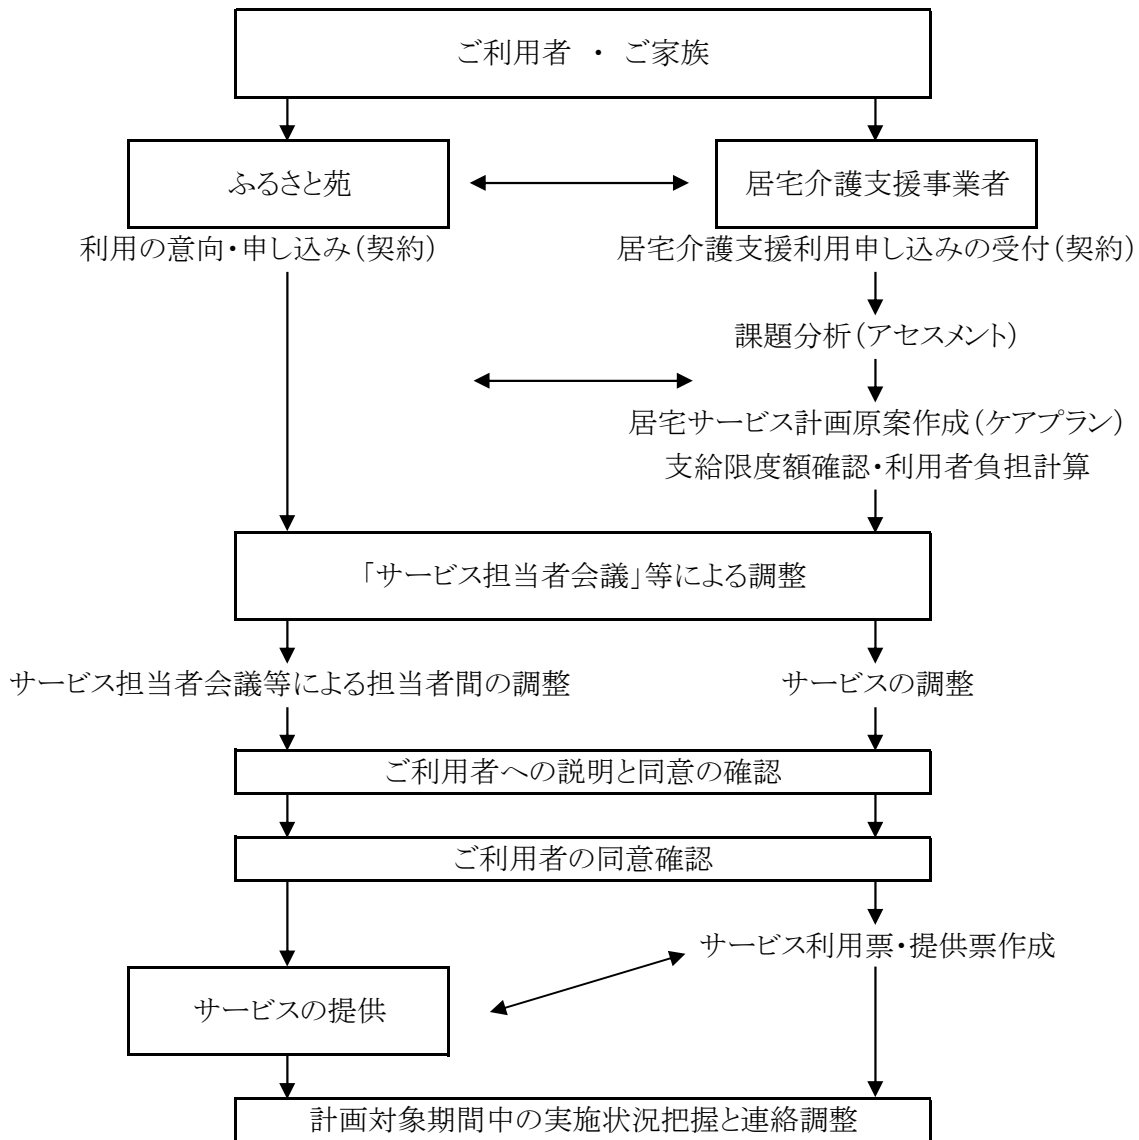 ご利用者 ・ ご家族
ふるさと苑
居宅介護支援事業者
利用の意向・申し込み(契約)
居宅介護支援利用申し込みの受付(契約)
課題分析(アセスメント)
居宅サービス計画原案作成(ケアプラン)
支給限度額確認・利用者負担計算
「サービス担当者会議」等による調整
サービス担当者会議等による担当者間の調整
サービスの調整
ご利用者への説明と同意の確認
ご利用者の同意確認
サービス利用票・提供票作成
サービスの提供
計画対象期間中の実施状況把握と連絡調整